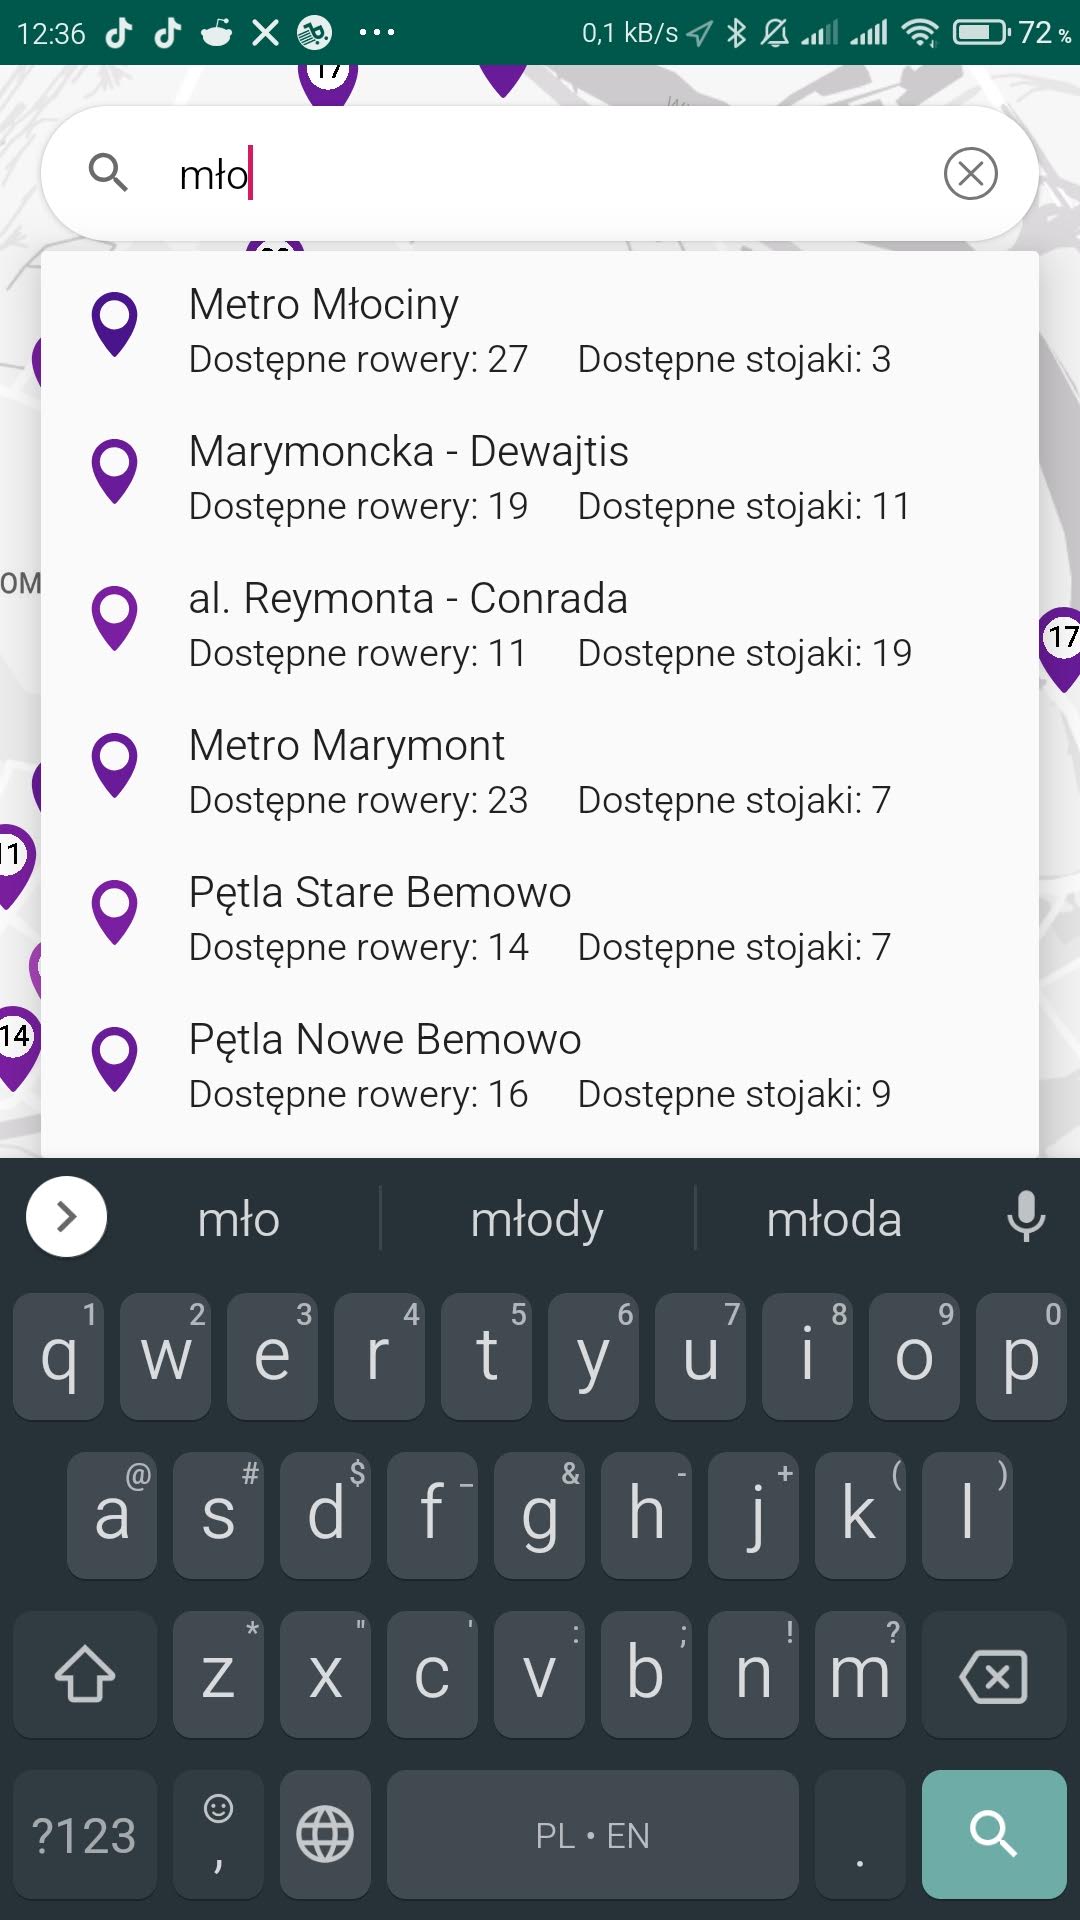 12:36 0,1 kB/s 72 %
17
mło
Metro Młociny
Dostępne rowery: 27 Dostępne stojaki: 3
Marymoncka - Dewajtis
Dostępne rowery: 19 Dostępne stojaki: 11
OM
al. Reymonta - Conrada
Dostępne rowery: 11 Dostępne stojaki: 19
17
Metro Marymont
Dostępne rowery: 23 Dostępne stojaki: 7
11
Pętla Stare Bemowo
Dostępne rowery: 14 Dostępne stojaki: 7
14
Pętla Nowe Bemowo
Dostępne rowery: 16 Dostępne stojaki: 9
mło młody młoda
1 2 3 4 5 6 7 8 9 0
q w e r t y u i o p
@ # $ _ & - + ( )
a s d f g h j k l
* " ' : ; ! ?
z x c v b n m
?123 , PL • EN .